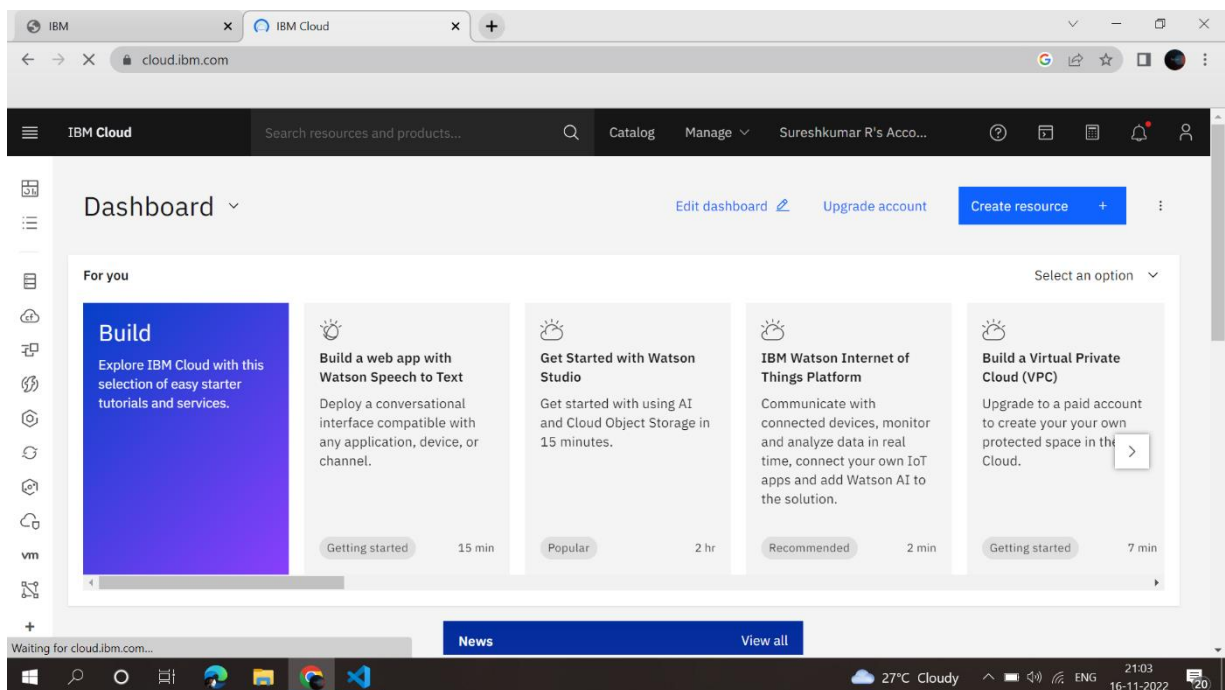 IBM
IBM Cloud
cloud.ibm.com
IBM Cloud
Search resources and products...
Catalog
Manage
Sureshkumar R's Acco...
Dashboard
Edit dashboard
Upgrade account
Create resource +
For you
Select an option
Build
Explore IBM Cloud with this
selection of easy starter
tutorials and services.
Build a web app with
Watson Speech to Text
Deploy a conversational
interface compatible with
any application, device, or
channel.
Getting started 15 min
Get Started with Watson
Studio
Get started with using AI
and Cloud Object Storage in
15 minutes.
Popular 2 hr
IBM Watson Internet of
Things Platform
Communicate with
connected devices, monitor
and analyze data in real
time, connect your own IoT
apps and add Watson AI to
the solution.
Recommended 2 min
Build a Virtual Private
Cloud (VPC)
Upgrade to a paid account
to create your your own
protected space in the
Cloud.
Getting started 7 min
vm
News
View all
Waiting for cloud.ibm.com...
27°C Cloudy
ENG
21:03
16-11-2022
20